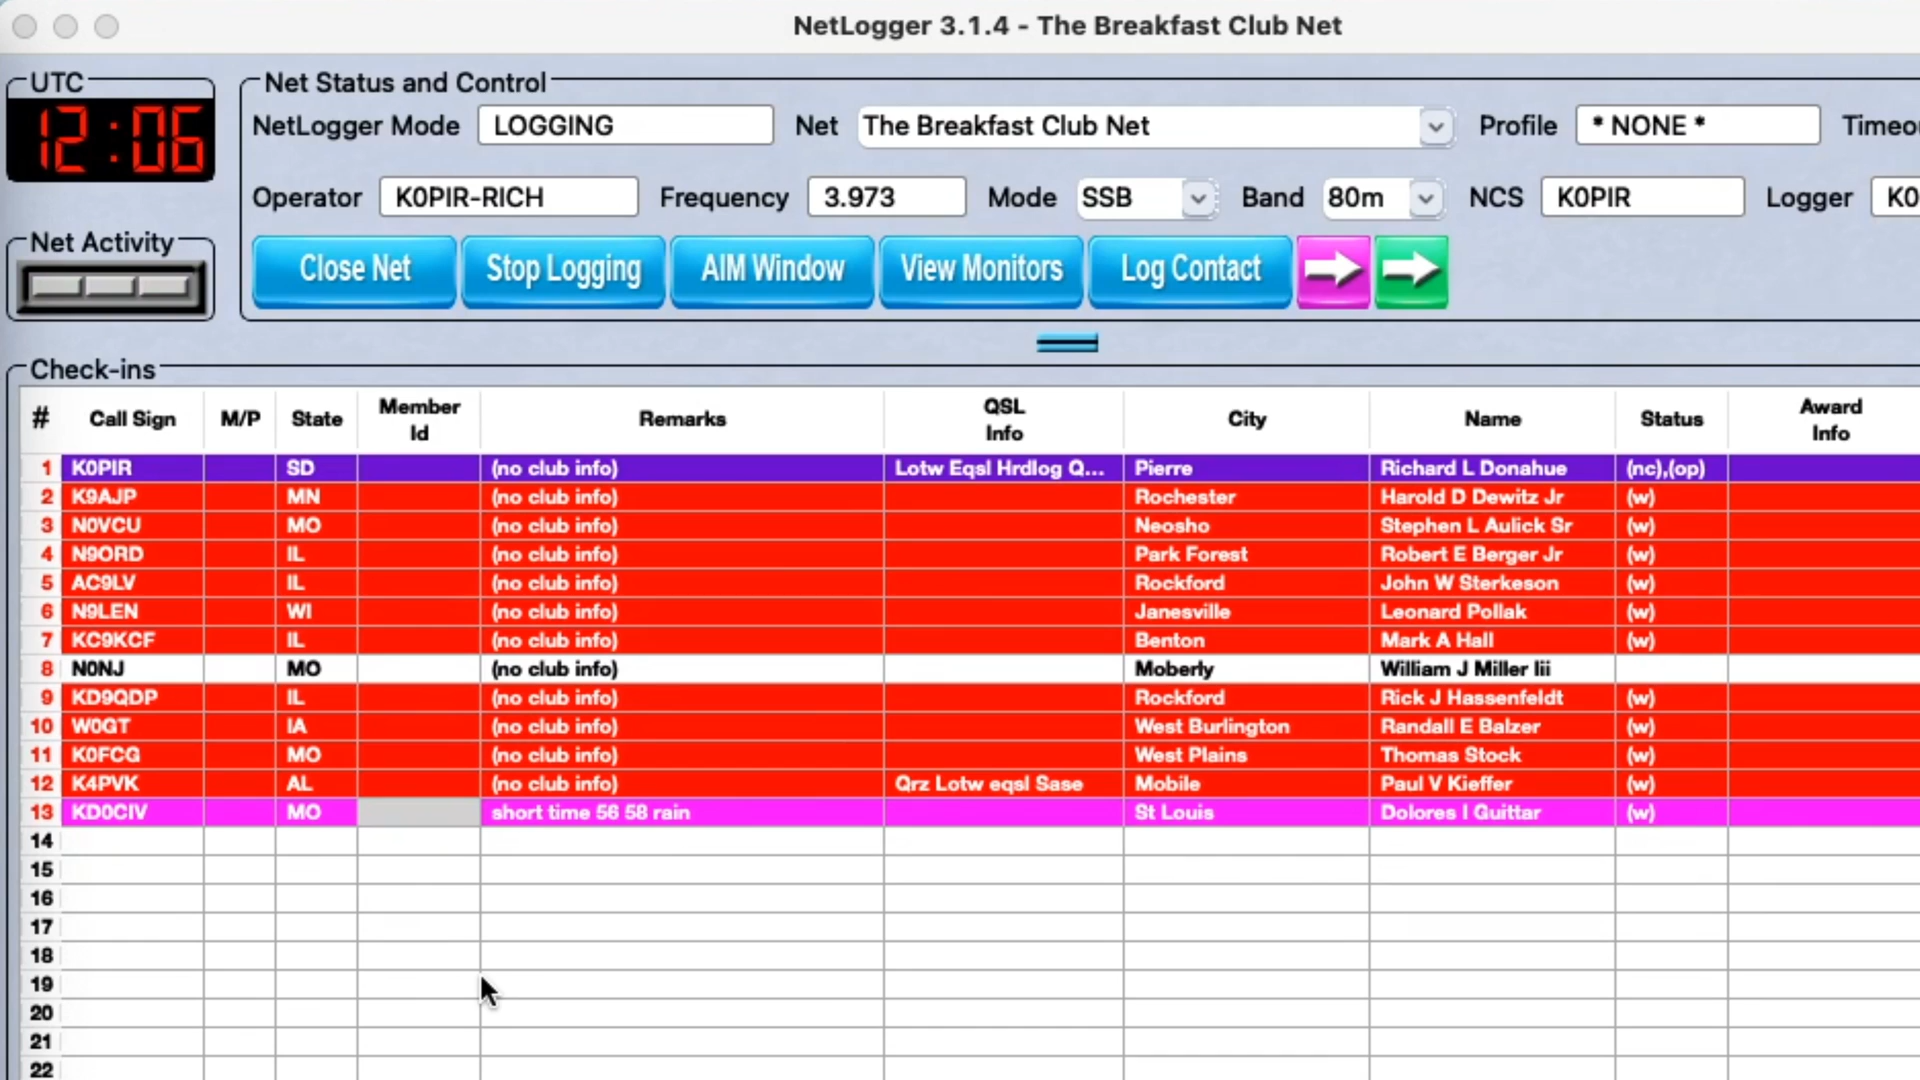 NetLogger 3.1.4 - The Breakfast Club Net
UTC
12:06
Net Status and Control
NetLogger Mode LOGGING Net The Breakfast Club Net Profile * NONE * Timeou
Operator K0PIR-RICH Frequency 3.973 Mode SSB Band 80m NCS K0PIR Logger K0
Net Activity
Close Net Stop Logging AIM Window View Monitors Log Contact
Check-ins
# Call Sign M/P State Member Id Remarks QSL Info City Name Status Award Info
1 K0PIR SD (no club info) Lotw Eqsl Hrdlog Q... Pierre Richard L Donahue (nc),(op)
2 K9AJP MN (no club info) Rochester Harold D Dewitz Jr (w)
3 N0VCU MO (no club info) Neosho Stephen L Aulick Sr (w)
4 N9ORD IL (no club info) Park Forest Robert E Berger Jr (w)
5 AC9LV IL (no club info) Rockford John W Sterkeson (w)
6 N9LEN WI (no club info) Janesville Leonard Pollak (w)
7 KC9KCF IL (no club info) Benton Mark A Hall (w)
8 N0NJ MO (no club info) Moberly William J Miller Iii
9 KD9QDP IL (no club info) Rockford Rick J Hassenfeldt (w)
10 W0GT IA (no club info) West Burlington Randall E Balzer (w)
11 K0FCG MO (no club info) West Plains Thomas Stock (w)
12 K4PVK AL (no club info) Qrz Lotw eqsl Sase Mobile Paul V Kieffer (w)
13 KD0CIV MO short time 56 58 rain St Louis Dolores I Guittar (w)
14
15
16
17
18
19
20
21
22